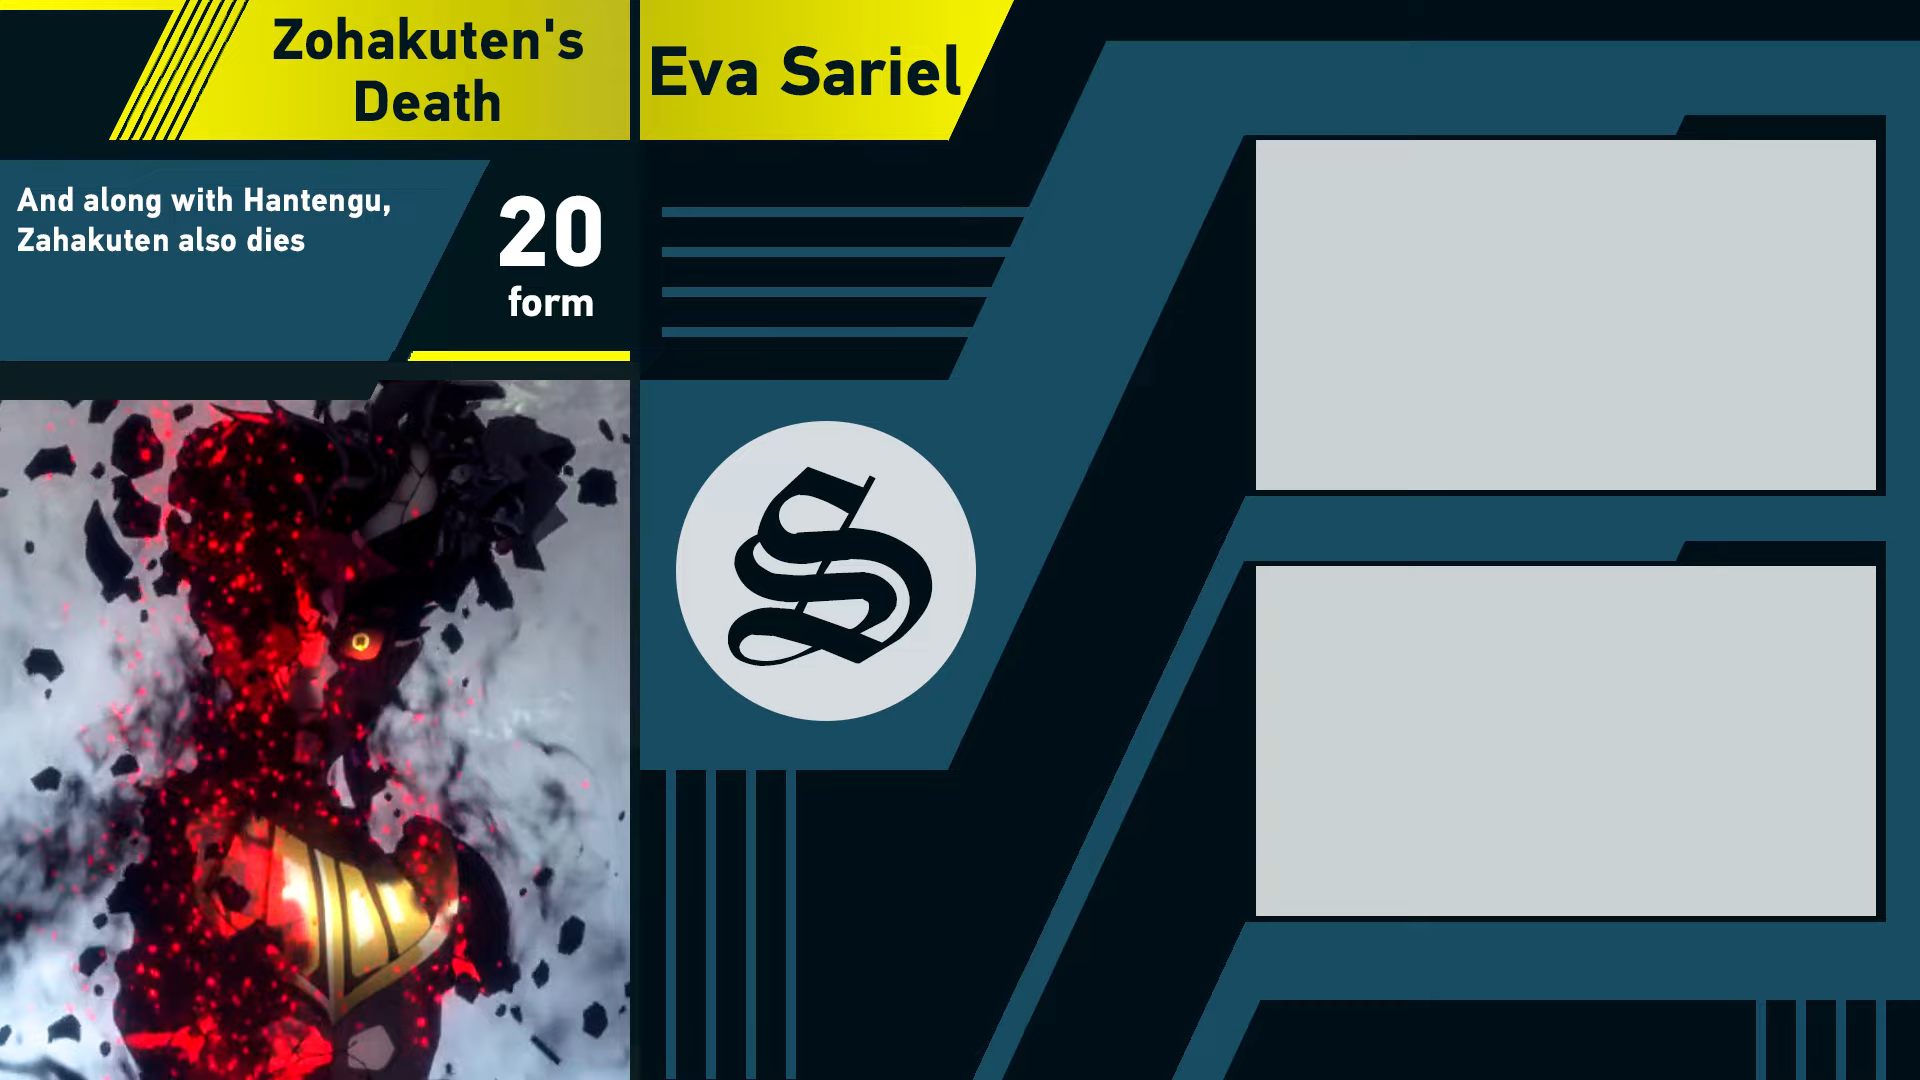 Zohakuten's
Death
Eva Sariel
And along with Hantengu,
Zahakuten also dies
20
form
S